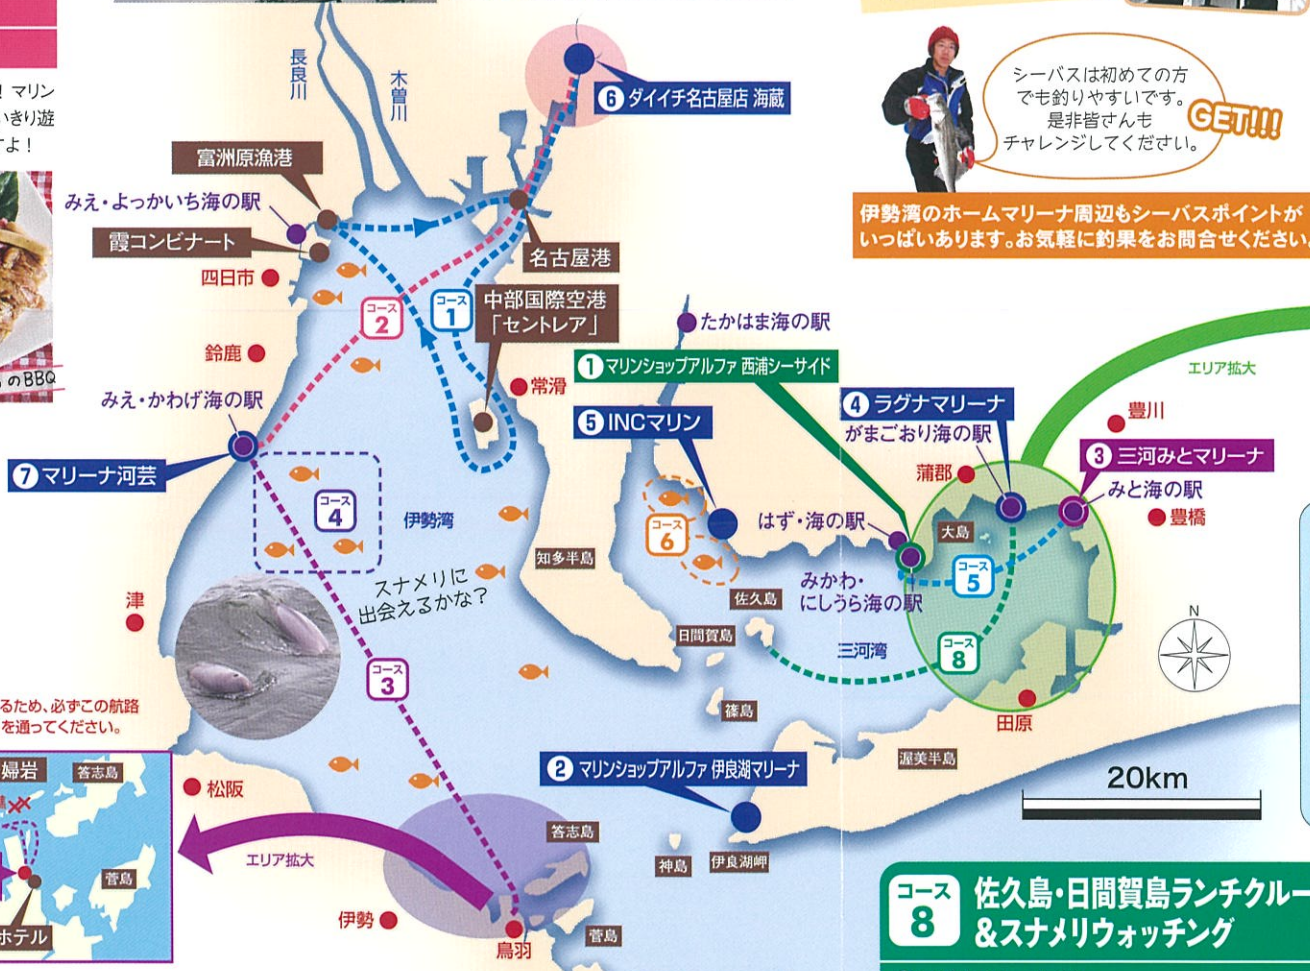 ！マリン
いきり遊
すよ！
のBBQ
長良川
木曽川
6 ダイイチ名古屋店 海蔵
シーバスは初めての方
でも釣りやすいです。
是非皆さんも
チャレンジしてください。
GET!!!
伊勢湾のホームマリーナ周辺もシーバスポイントが
いっぱいあります。お気軽に釣果をお問合せください。
富洲原漁港
みえ・よっかいち海の駅
霞コンビナート
四日市
名古屋港
コース
2
コース
1
中部国際空港
「セントレア」
鈴鹿
常滑
たかはま海の駅
1 マリンショップアルファ 西浦シーサイド
エリア拡大
みえ・かわげ海の駅
5 INCマリン
4 ラグナマリーナ
がまごおり海の駅
豊川
3 三河みとマリーナ
7 マリーナ河芸
蒲郡
みと海の駅
豊橋
コース
4
伊勢湾
コース
6
はず・海の駅
大島
知多半島
コース
5
みかわ・
にしうら海の駅
スナメリに
出会えるかな?
津
佐久島
日間賀島
三河湾
コース
8
N
コース
3
篠島
田原
るため、必ずこの航路
を通ってください。
渥美半島
2 マリンショップアルファ 伊良湖マリーナ
20km
婦岩
答志島
松阪
エリア拡大
答志島
神島
伊良湖岬
菅島
ホテル
伊勢
鳥羽
菅島
コース
8
佐久島・日間賀島ランチクルー
&スナメリウォッチング